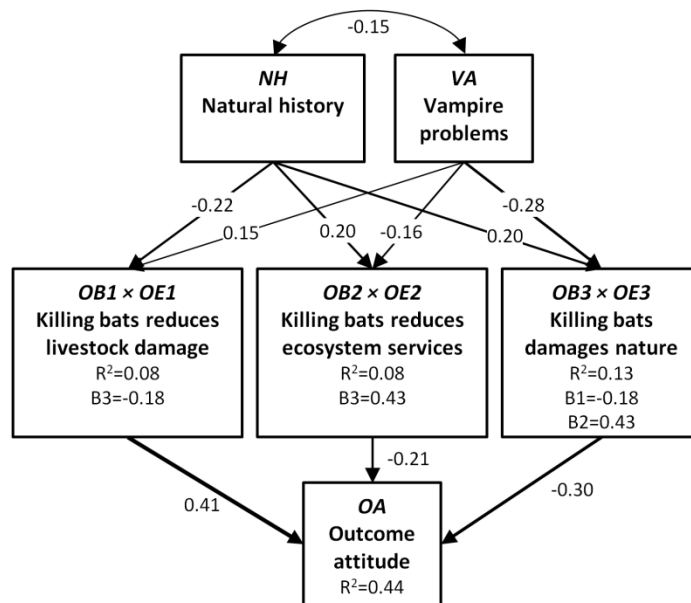 -0.15
NH
Natural history
VA
Vampire
problems
-0.22
0.15
0.20
-0.16
0.20
-0.28
OB1 × OE1
Killing bats reduces
livestock damage
R²=0.08
B3=-0.18
OB2 × OE2
Killing bats reduces
ecosystem services
R²=0.08
B3=0.43
OB3 × OE3
Killing bats
damages nature
R²=0.13
B1=-0.18
B2=0.43
0.41
-0.21
-0.30
OA
Outcome
attitude
R²=0.44